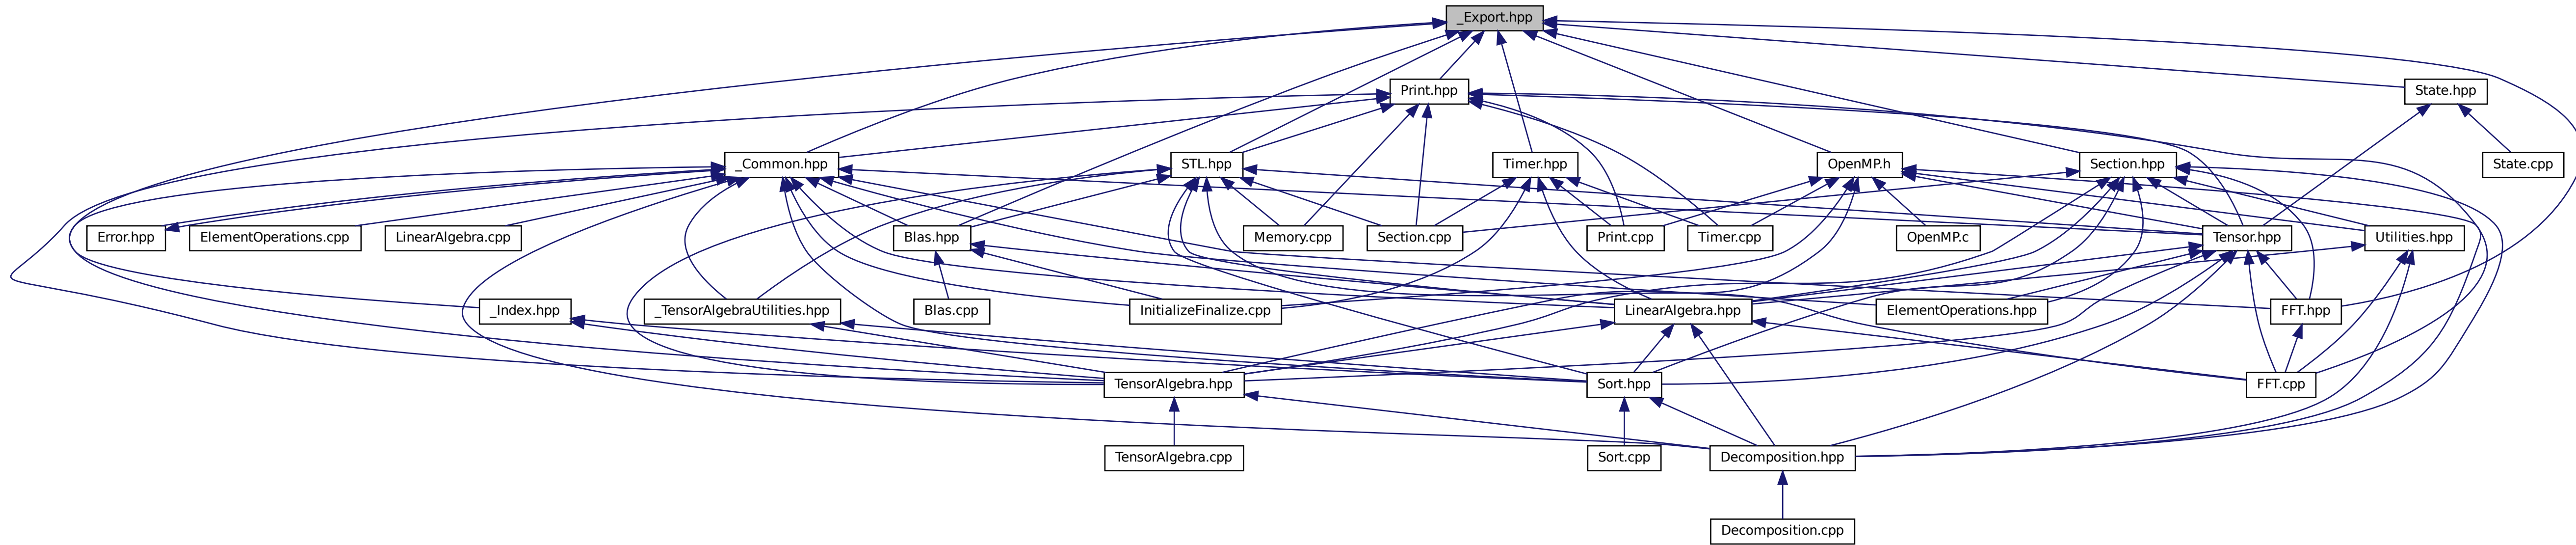 _Export.hpp
Print.hpp
State.hpp
_Common.hpp
STL.hpp
Timer.hpp
OpenMP.h
Section.hpp
State.cpp
Error.hpp
ElementOperations.cpp
LinearAlgebra.cpp
Blas.hpp
Memory.cpp
Section.cpp
Print.cpp
Timer.cpp
OpenMP.c
Tensor.hpp
Utilities.hpp
_Index.hpp
_TensorAlgebraUtilities.hpp
Blas.cpp
InitializeFinalize.cpp
LinearAlgebra.hpp
ElementOperations.hpp
FFT.hpp
TensorAlgebra.hpp
Sort.hpp
FFT.cpp
TensorAlgebra.cpp
Sort.cpp
Decomposition.hpp
Decomposition.cpp